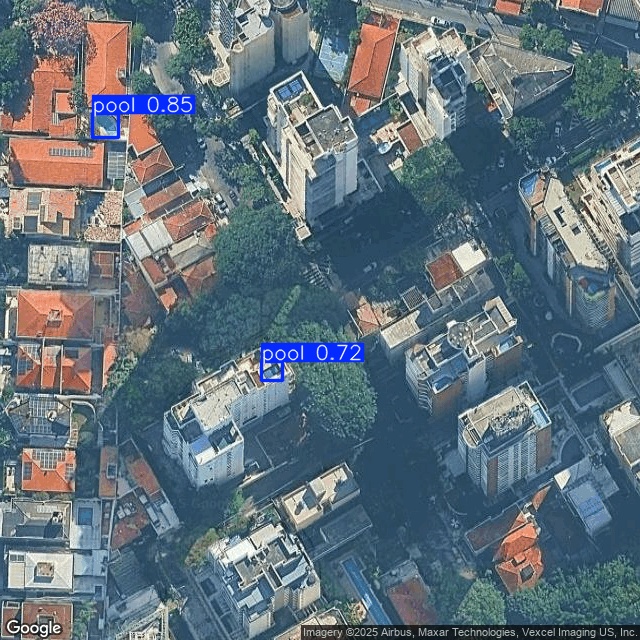 pool 0.85
pool 0.72
Google
Imagery ©2025 Airbus, Maxar Technologies, Vexcel Imaging US, Inc.